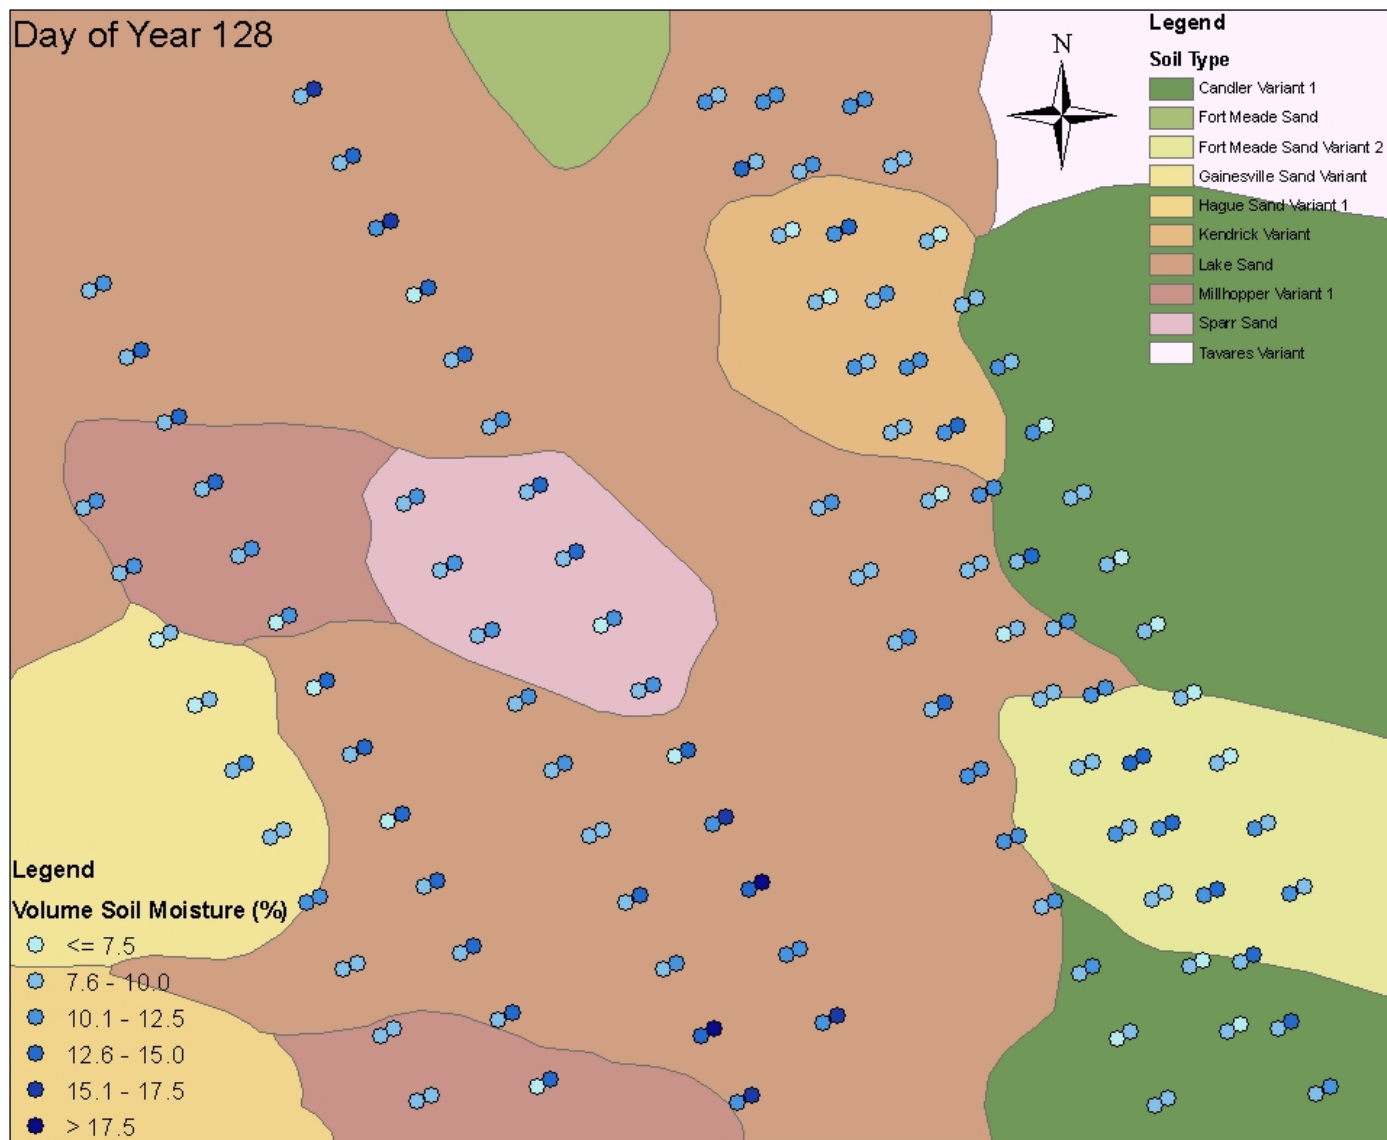 Day of Year 128
N
Legend
Soil Type
Candler Variant 1
Fort Meade Sand
Fort Meade Sand Variant 2
Gainesville Sand Variant
Hague Sand Variant 1
Kendrick Variant
Lake Sand
Millhopper Variant 1
Sparr Sand
Tavares Variant
Legend
Volume Soil Moisture (%)
<= 7.5
7.6 - 10.0
10.1 - 12.5
12.6 - 15.0
15.1 - 17.5
> 17.5